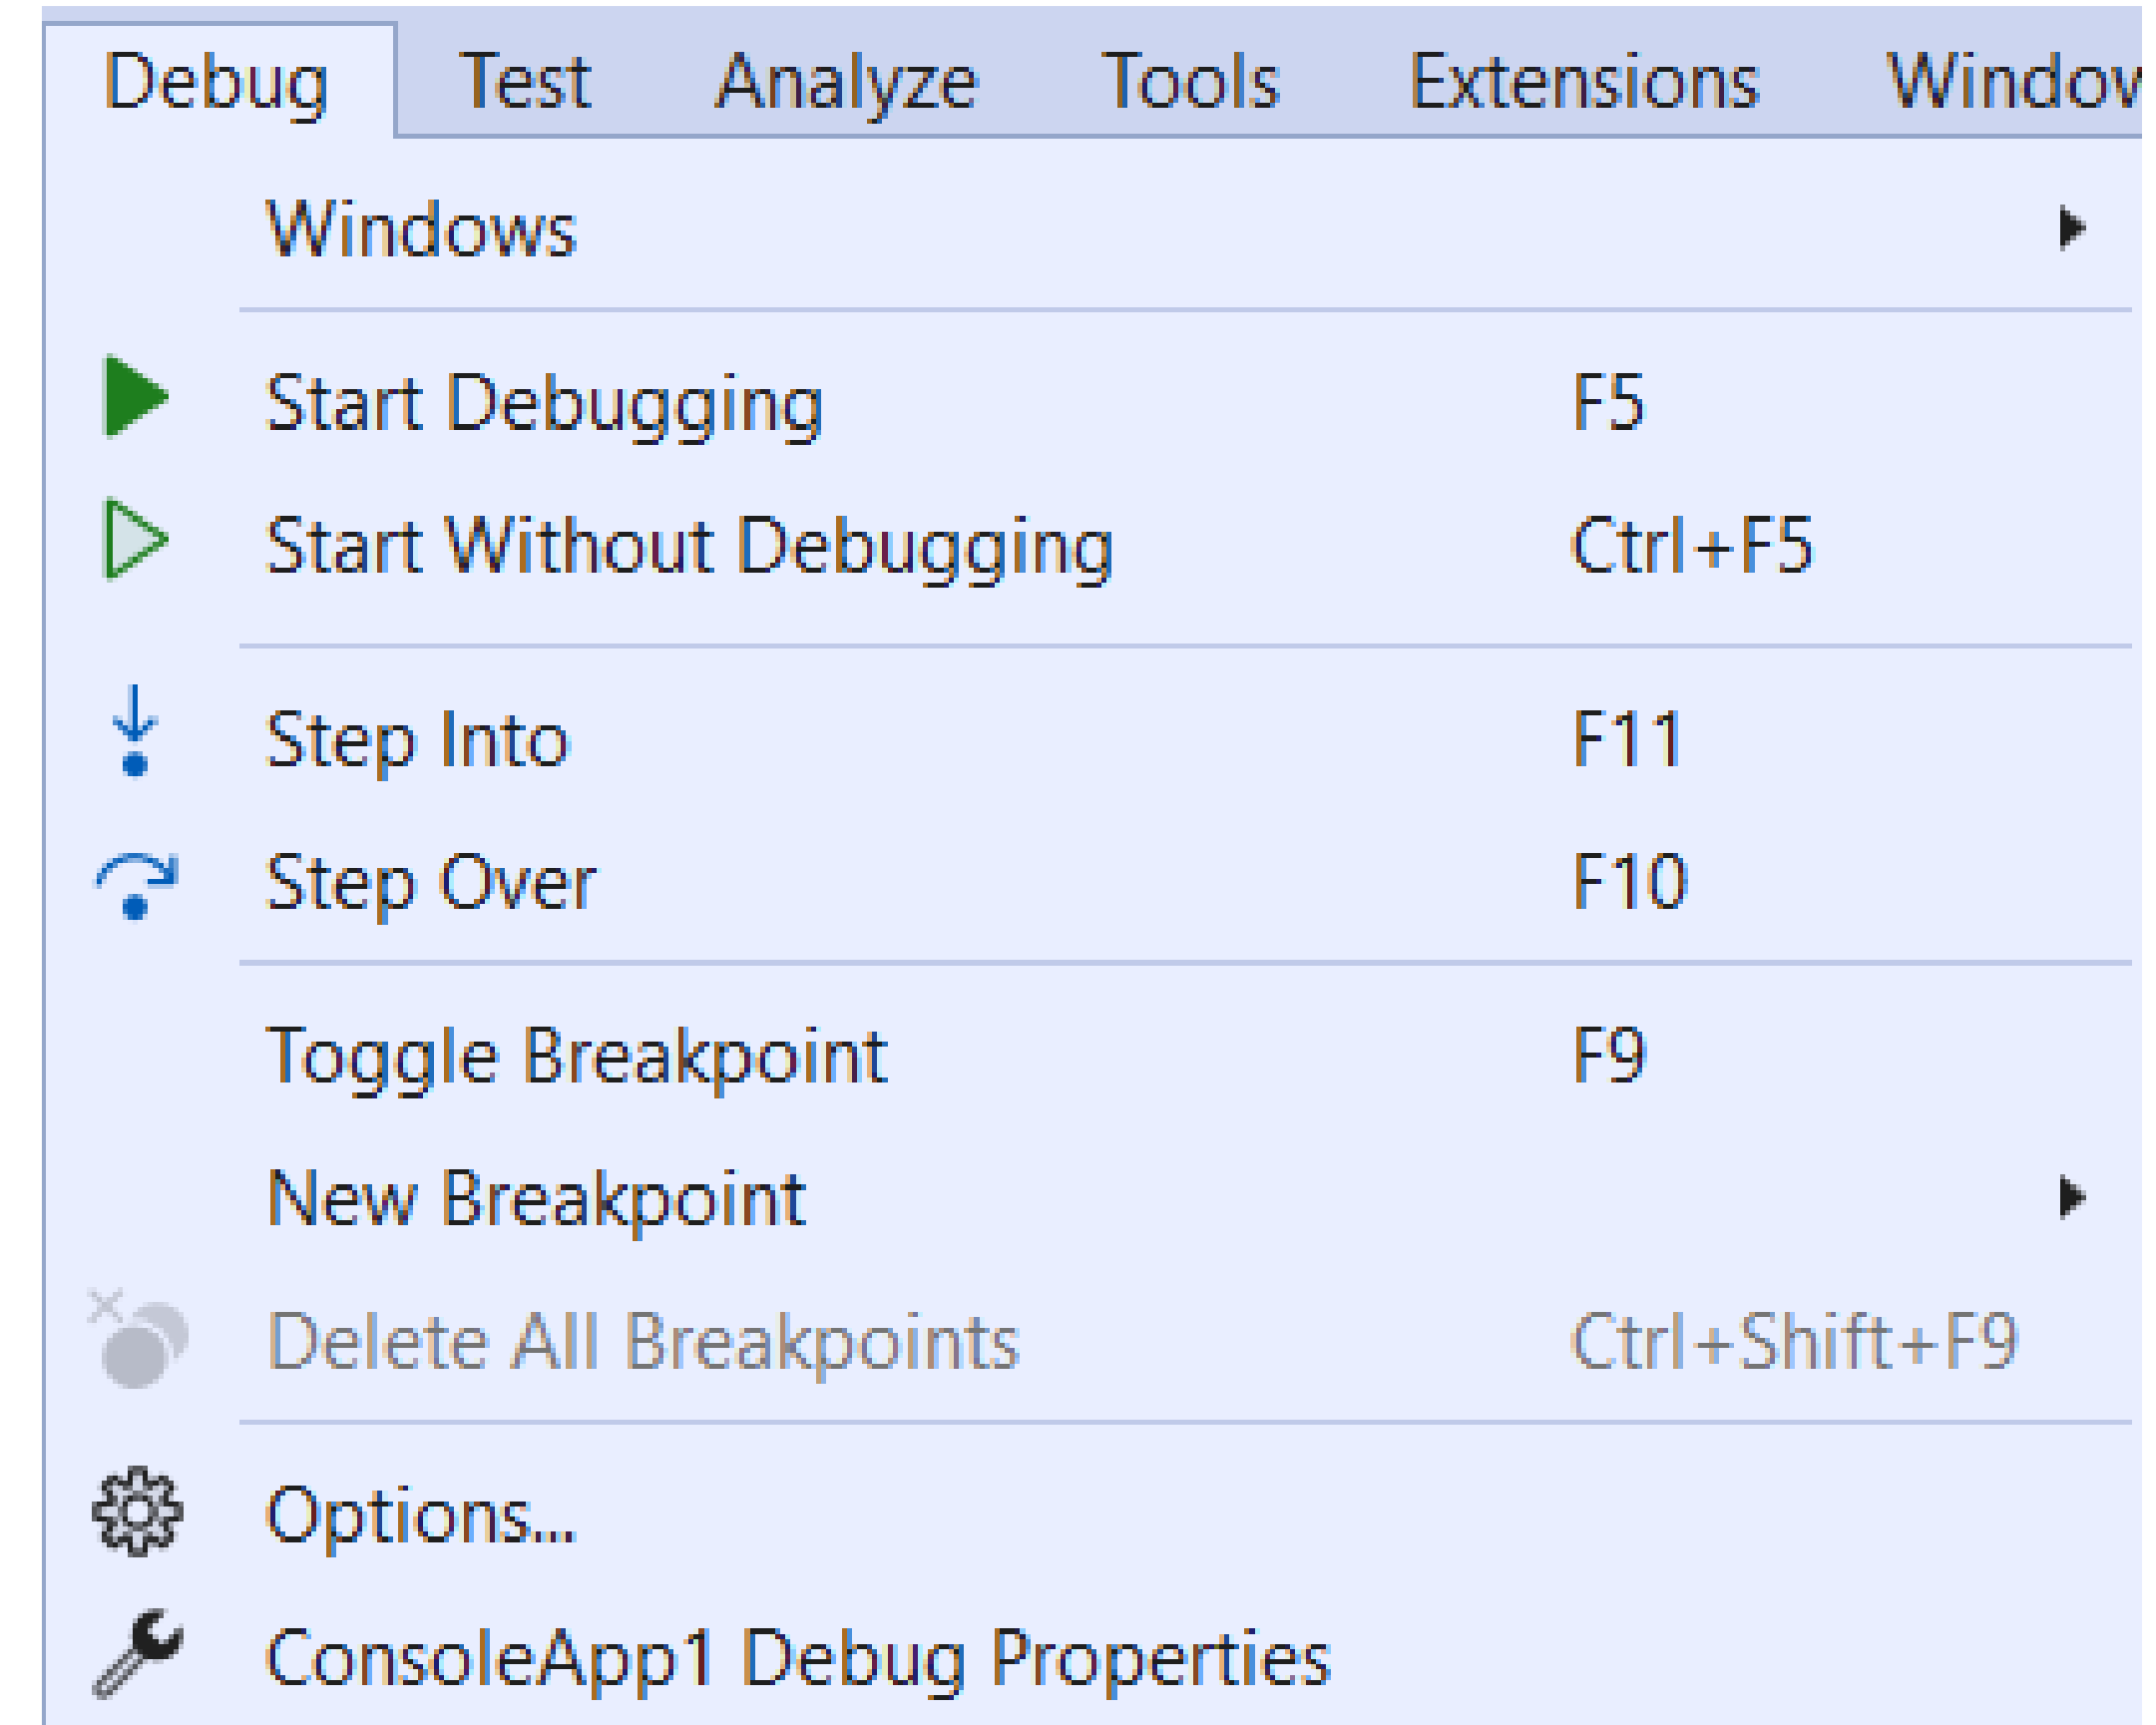 Debug Test Analyze Tools Extensions Window
Windows
Start Debugging F5
Start Without Debugging Ctrl+F5
Step Into F11
Step Over F10
Toggle Breakpoint F9
New Breakpoint
Delete All Breakpoints Ctrl+Shift+F9
Options...
ConsoleApp1 Debug Properties